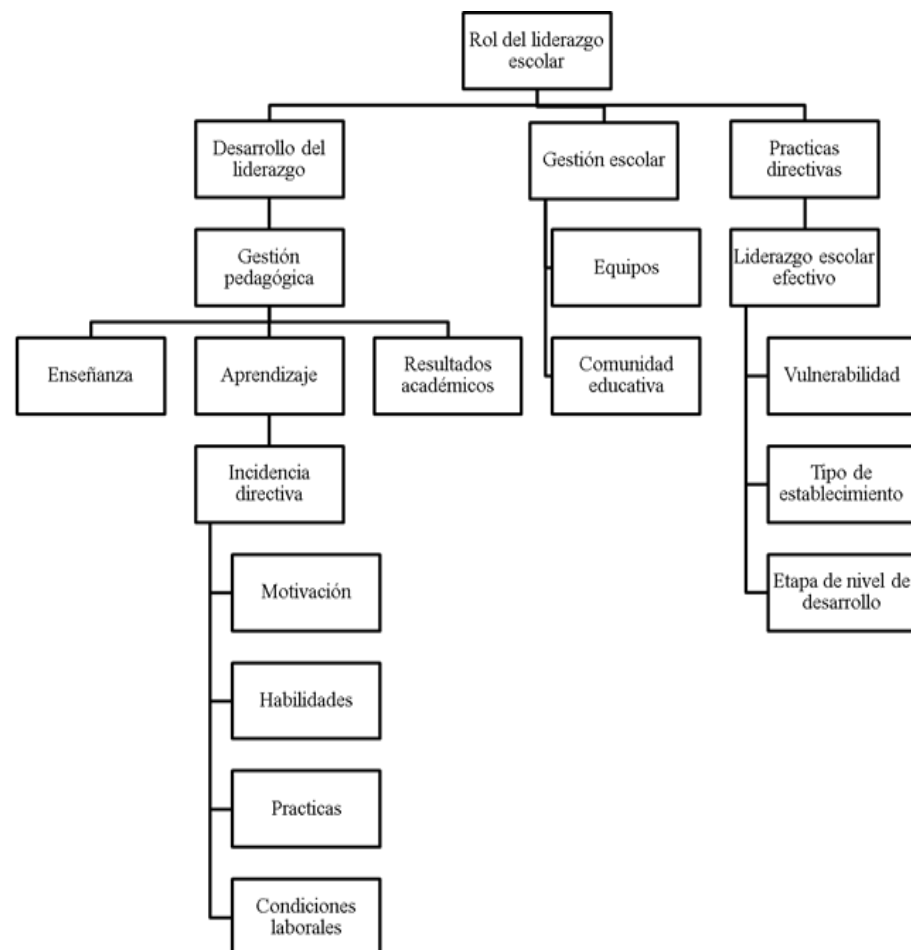 Rol del liderazgo
escolar
Desarrollo del
liderazgo
Gestión escolar
Practicas
directivas
Gestión
pedagógica
Equipos
Liderazgo escolar
efectivo
Enseñanza
Aprendizaje
Resultados
académicos
Comunidad
educativa
Vulnerabilidad
Incidencia
directiva
Tipo de
establecimiento
Motivación
Etapa de nivel de
desarrollo
Habilidades
Practicas
Condiciones
laborales